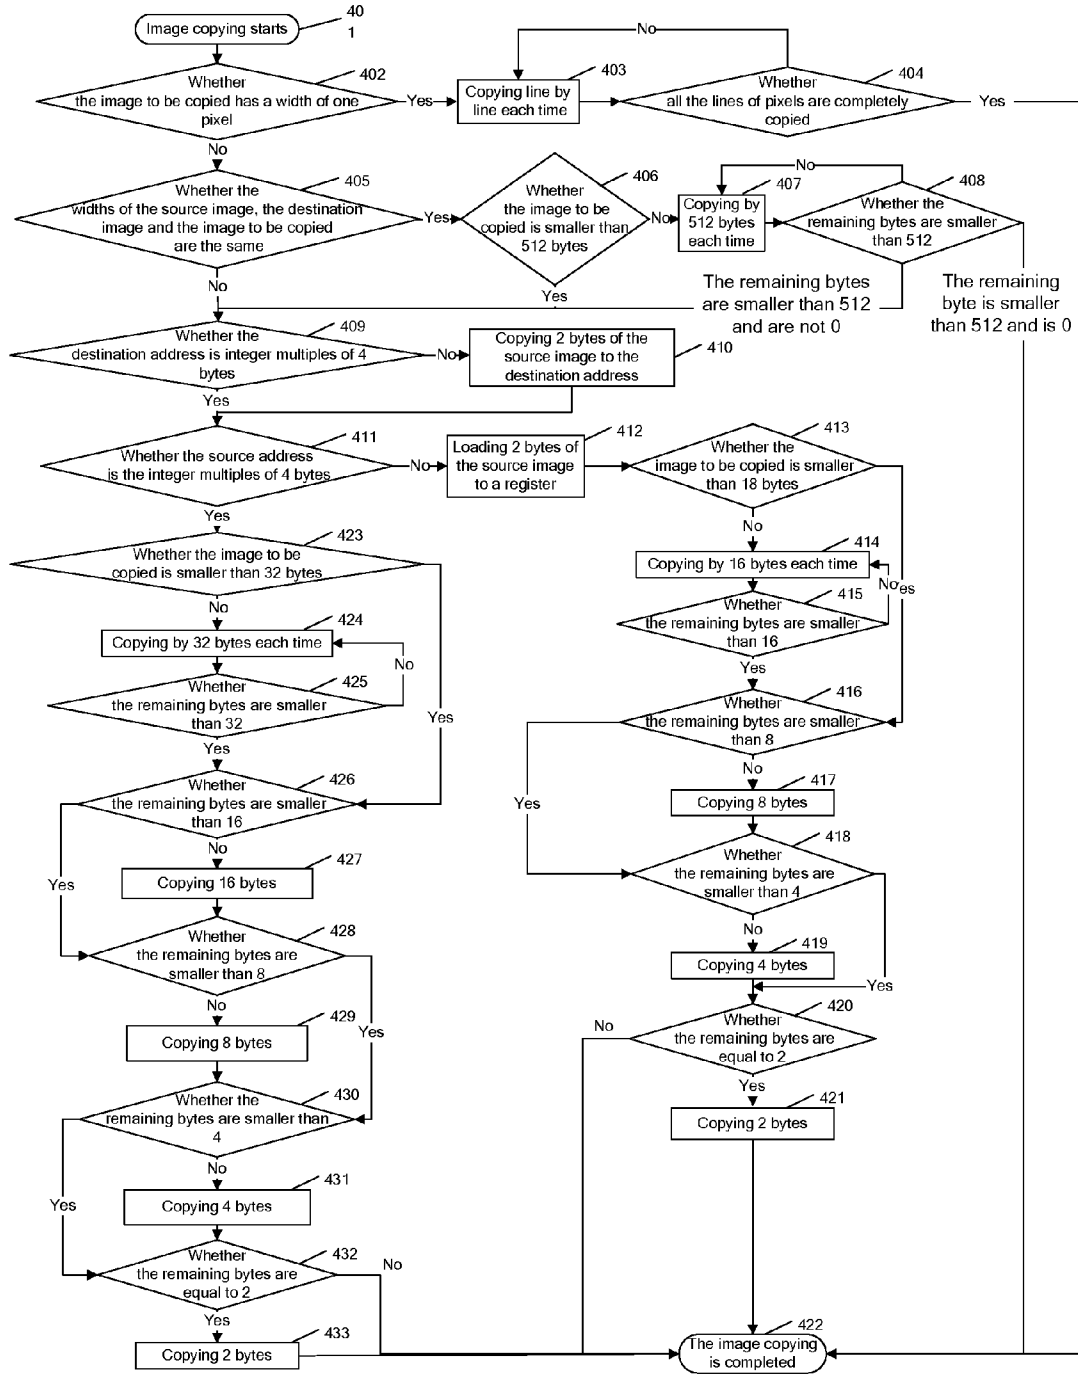 Image copying starts
40
1
Whether
the image to be copied has a width of one
pixel
402
Yes
Copying line by
line each time
403
No
Whether
all the lines of pixels are completely
copied
404
Yes
No
Whether the
widths of the source image, the destination
image and the image to be copied
are the same
405
Yes
Whether
the image to be
copied is smaller than
512 bytes
406
No
Copying by
512 bytes
each time
407
No
Whether the
remaining bytes are smaller
than 512
408
No
Yes
The remaining bytes
are smaller than 512
and are not 0
The remaining
byte is smaller
than 512 and is 0
Whether the
destination address is integer multiples of 4
bytes
409
No
Copying 2 bytes of the
source image to the
destination address
410
Yes
Whether the source address
is the integer multiples of 4 bytes
411
No
Loading 2 bytes of
the source image
to a register
412
Whether the
image to be copied is smaller
than 18 bytes
413
Yes
No
Copying by 16 bytes each time
414
No
Yes
Whether
the remaining bytes are smaller
than 16
415
Yes
Whether
the remaining bytes are smaller
than 8
416
No
Yes
Copying 8 bytes
417
Whether
the remaining bytes are
smaller than 4
418
No
Copying 4 bytes
419
Yes
Whether
the remaining bytes are
equal to 2
420
No
Yes
Copying 2 bytes
421
The image copying
is completed
422
Whether the image to be
copied is smaller than 32 bytes
423
No
Copying by 32 bytes each time
424
No
Whether
the remaining bytes are smaller
than 32
425
Yes
Yes
Whether
the remaining bytes are smaller
than 16
426
No
Yes
Copying 16 bytes
427
Whether
the remaining bytes are
smaller than 8
428
No
Yes
Copying 8 bytes
429
Whether the
remaining bytes are smaller than
4
430
No
Yes
Copying 4 bytes
431
Whether
the remaining bytes are
equal to 2
432
No
Yes
Copying 2 bytes
433